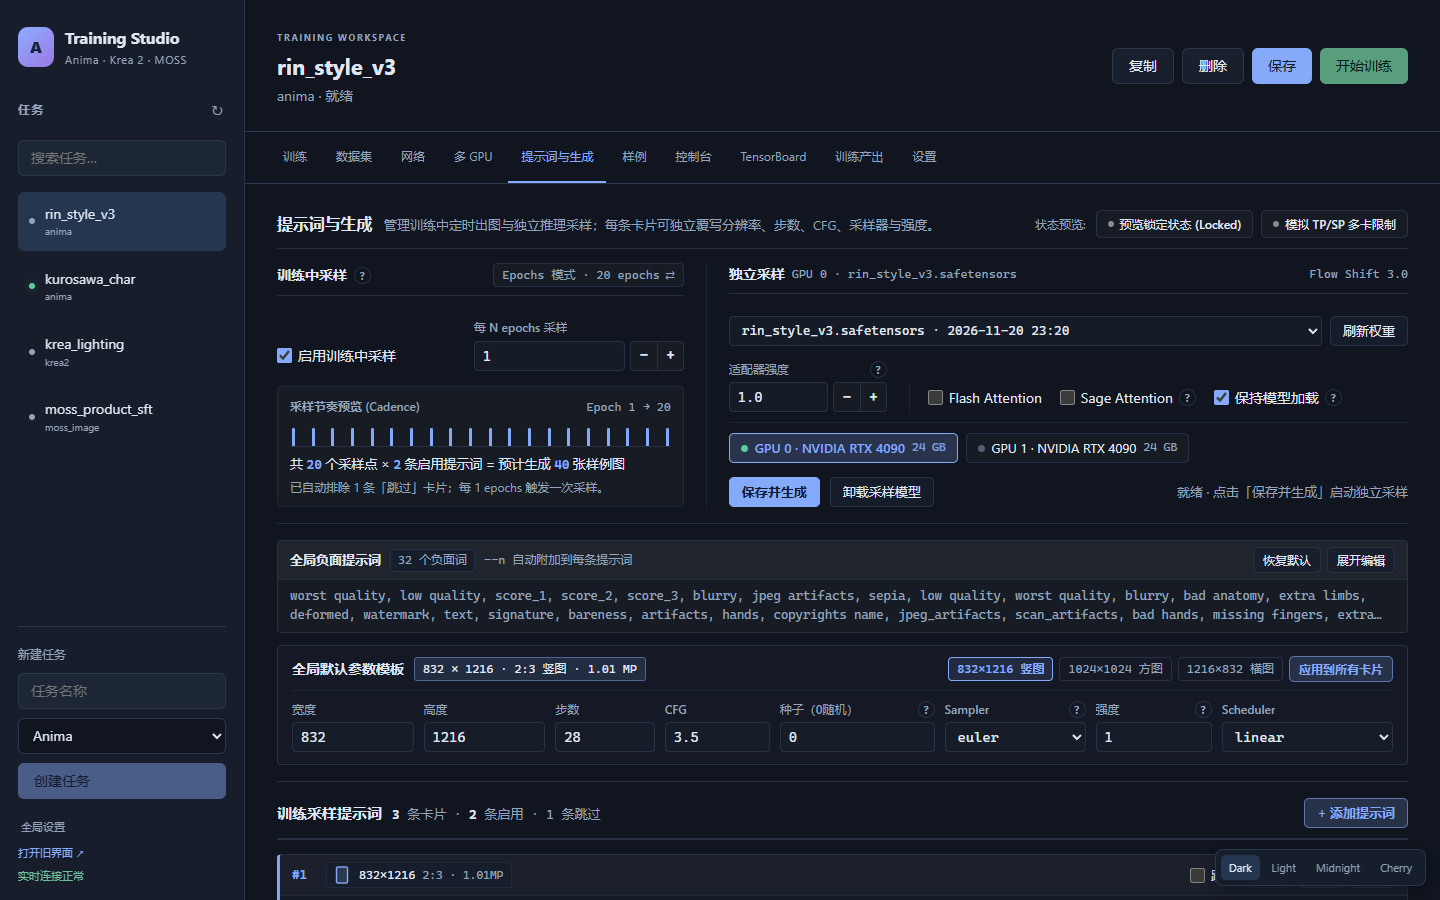 A
Training Studio
Anima · Krea 2 · MOSS
任务
↻
搜索任务...
rin_style_v3
anima
kurosawa_char
anima
krea_lighting
krea2
moss_product_sft
moss_image
新建任务
任务名称
Anima
创建任务
全局设置
打开旧界面 ↗
实时连接正常
TRAINING WORKSPACE
rin_style_v3
anima · 就绪
复制 删除 保存 开始训练
训练 数据集 网络 多 GPU 提示词与生成 样例 控制台 TensorBoard 训练产出 设置
提示词与生成 管理训练中定时出图与独立推理采样；每条卡片可独立覆写分辨率、步数、CFG、采样器与强度。
状态预览: 预览锁定状态 (Locked) 模拟 TP/SP 多卡限制
训练中采样 ? Epochs 模式 · 20 epochs ⇄
每 N epochs 采样
启用训练中采样 1 − +
采样节奏预览 (Cadence) Epoch 1 → 20
共 20 个采样点 × 2 条启用提示词 = 预计生成 40 张样例图
已自动排除 1 条「跳过」卡片；每 1 epochs 触发一次采样。
独立采样 GPU 0 · rin_style_v3.safetensors Flow Shift 3.0
rin_style_v3.safetensors · 2026-11-20 23:20 刷新权重
适配器强度 ?
1.0 − + Flash Attention Sage Attention ? 保持模型加载 ?
GPU 0 · NVIDIA RTX 4090 24 GB GPU 1 · NVIDIA RTX 4090 24 GB
保存并生成 卸载采样模型 就绪 · 点击「保存并生成」启动独立采样
全局负面提示词 32 个负面词 --n 自动附加到每条提示词 恢复默认 展开编辑
worst quality, low quality, score_1, score_2, score_3, blurry, jpeg artifacts, sepia, low quality, worst quality, blurry, bad anatomy, extra limbs,
deformed, watermark, text, signature, bareness, artifacts, hands, copyrights name, jpeg_artifacts, scan_artifacts, bad hands, missing fingers, extra…
全局默认参数模板 832 × 1216 · 2:3 竖图 · 1.01 MP 832×1216 竖图 1024×1024 方图 1216×832 横图 应用到所有卡片
宽度 高度 步数 CFG 种子（0随机） ? Sampler ? 强度 ? Scheduler
832 1216 28 3.5 0 euler 1 linear
训练采样提示词 3 条卡片 · 2 条启用 · 1 条跳过 + 添加提示词
#1 832×1216 2:3 · 1.01MP
Dark Light Midnight Cherry